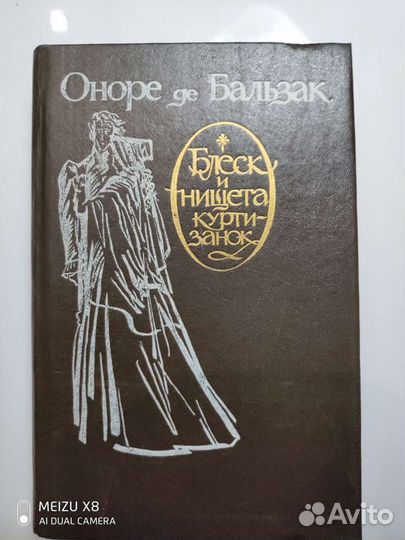 Оноре де Бальзак
Блеск
и
нищета
курти-
занок
MEIZU X8
AI DUAL CAMERA
Avito